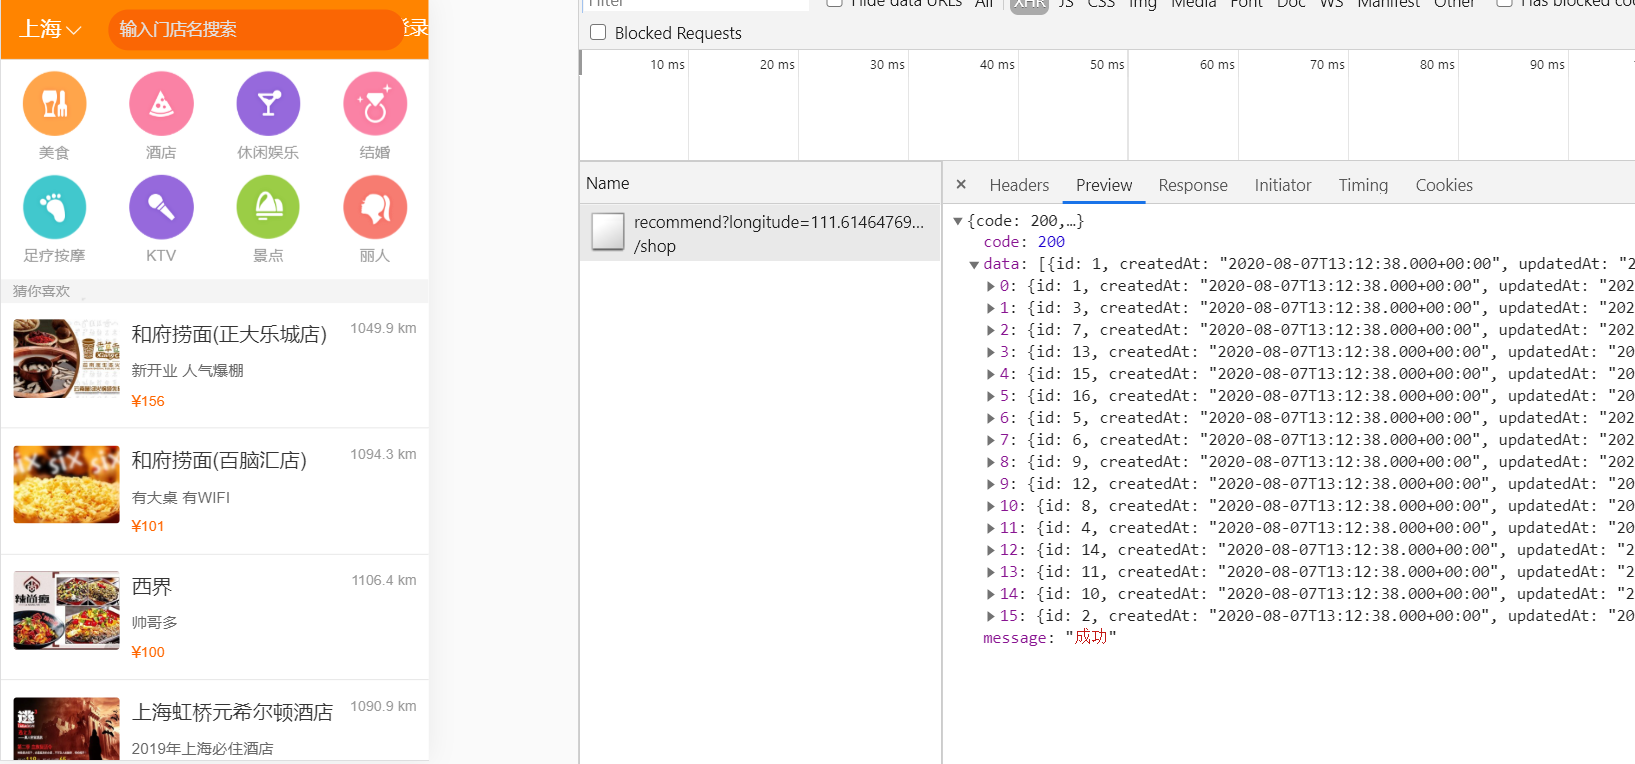 上海
输入门店名搜索
登录
美食
酒店
休闲娱乐
结婚
足疗按摩
KTV
景点
丽人
猜你喜欢
和府捞面(正大乐城店)
1049.9 km
新开业 人气爆棚
¥156
和府捞面(百脑汇店)
1094.3 km
有大桌 有WIFI
¥101
西界
1106.4 km
帅哥多
¥100
上海虹桥元希尔顿酒店
1090.9 km
2019年上海必住酒店
Filter
Hide data URLs All XHR JS CSS Img Media Font Doc WS Manifest Other Has blocked coo
Blocked Requests
10 ms 20 ms 30 ms 40 ms 50 ms 60 ms 70 ms 80 ms 90 ms
Name
recommend?longitude=111.61464769...
/shop
× Headers Preview Response Initiator Timing Cookies
{code: 200,…}
code: 200
data: [{id: 1, createdAt: "2020-08-07T13:12:38.000+00:00", updatedAt: "2
0: {id: 1, createdAt: "2020-08-07T13:12:38.000+00:00", updatedAt: "202
1: {id: 3, createdAt: "2020-08-07T13:12:38.000+00:00", updatedAt: "202
2: {id: 7, createdAt: "2020-08-07T13:12:38.000+00:00", updatedAt: "202
3: {id: 13, createdAt: "2020-08-07T13:12:38.000+00:00", updatedAt: "20
4: {id: 15, createdAt: "2020-08-07T13:12:38.000+00:00", updatedAt: "20
5: {id: 16, createdAt: "2020-08-07T13:12:38.000+00:00", updatedAt: "20
6: {id: 5, createdAt: "2020-08-07T13:12:38.000+00:00", updatedAt: "202
7: {id: 6, createdAt: "2020-08-07T13:12:38.000+00:00", updatedAt: "202
8: {id: 9, createdAt: "2020-08-07T13:12:38.000+00:00", updatedAt: "202
9: {id: 12, createdAt: "2020-08-07T13:12:38.000+00:00", updatedAt: "20
10: {id: 8, createdAt: "2020-08-07T13:12:38.000+00:00", updatedAt: "20
11: {id: 4, createdAt: "2020-08-07T13:12:38.000+00:00", updatedAt: "20
12: {id: 14, createdAt: "2020-08-07T13:12:38.000+00:00", updatedAt: "2
13: {id: 11, createdAt: "2020-08-07T13:12:38.000+00:00", updatedAt: "2
14: {id: 10, createdAt: "2020-08-07T13:12:38.000+00:00", updatedAt: "2
15: {id: 2, createdAt: "2020-08-07T13:12:38.000+00:00", updatedAt: "20
message: "成功"